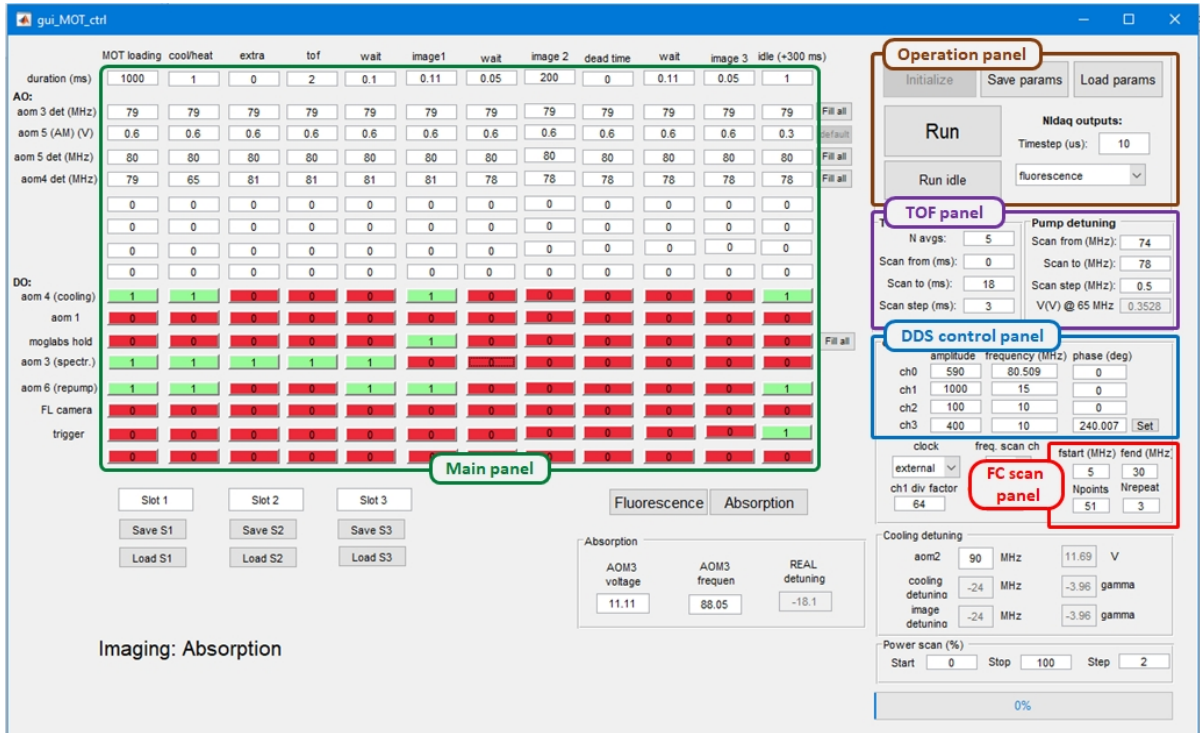 gui_MOT_ctrl
MOT loading cool/heat extra tof wait image1 wait image 2 dead time wait image 3 idle (+300 ms)
duration (ms) 1000 1 0 2 0.1 0.11 0.05 200 0 0.11 0.05 1
AO:
aom 3 det (MHz) 79 79 79 79 79 79 79 79 79 79 79 79 Fill all
aom 5 (AM) (V) 0.6 0.6 0.6 0.6 0.6 0.6 0.6 0.6 0.6 0.6 0.6 0.3 default
aom 5 det (MHz) 80 80 80 80 80 80 80 80 80 80 80 80 Fill all
aom4 det (MHz) 79 65 81 81 81 81 78 78 78 78 78 78 Fill all
0 0 0 0 0 0 0 0 0 0 0 0
0 0 0 0 0 0 0 0 0 0 0 0
0 0 0 0 0 0 0 0 0 0 0 0
0 0 0 0 0 0 0 0 0 0 0 0
DO:
aom 4 (cooling) 1 1 0 0 0 1 0 0 0 0 0 1
aom 1 0 0 0 0 0 0 0 0 0 0 0 0
moglabs hold 0 0 0 0 0 1 0 0 0 0 0 0 Fill all
aom 3 (spectr.) 1 1 1 1 1 0 0 0 0 0 0 0
aom 6 (repump) 1 1 0 0 1 1 0 0 0 0 0 1
FL camera 0 0 0 0 0 0 0 0 0 0 0 0
trigger 0 0 0 0 0 0 0 0 0 0 0 1
0 0 0 0 0 0 0 0 0 0 0
Main panel
Slot 1 Slot 2 Slot 3
Save S1 Save S2 Save S3
Load S1 Load S2 Load S3
Fluorescence Absorption
Absorption
AOM3 voltage AOM3 frequen REAL detuning
11.11 88.05 -18.1
Imaging: Absorption
Operation panel
Initialize Save params Load params
Run
NIdaq outputs:
Timestep (us): 10
Run idle fluorescence
TOF panel
N avgs: 5
Scan from (ms): 0
Scan to (ms): 18
Scan step (ms): 3
Pump detuning
Scan from (MHz): 74
Scan to (MHz): 78
Scan step (MHz): 0.5
V(V) @ 65 MHz 0.3528
DDS control panel
amplitude frequency (MHz) phase (deg)
ch0 590 80.509 0
ch1 1000 15 0
ch2 100 10 0
ch3 400 10 240.007 Set
clock freq. scan ch
external
ch1 div factor
64
FC scan panel
fstart (MHz) fend (MHz)
5 30
Npoints Nrepeat
51 3
Cooling detuning
aom2 90 MHz 11.69 V
cooling detuning -24 MHz -3.96 gamma
image detuning -24 MHz -3.96 gamma
Power scan (%)
Start 0 Stop 100 Step 2
0%